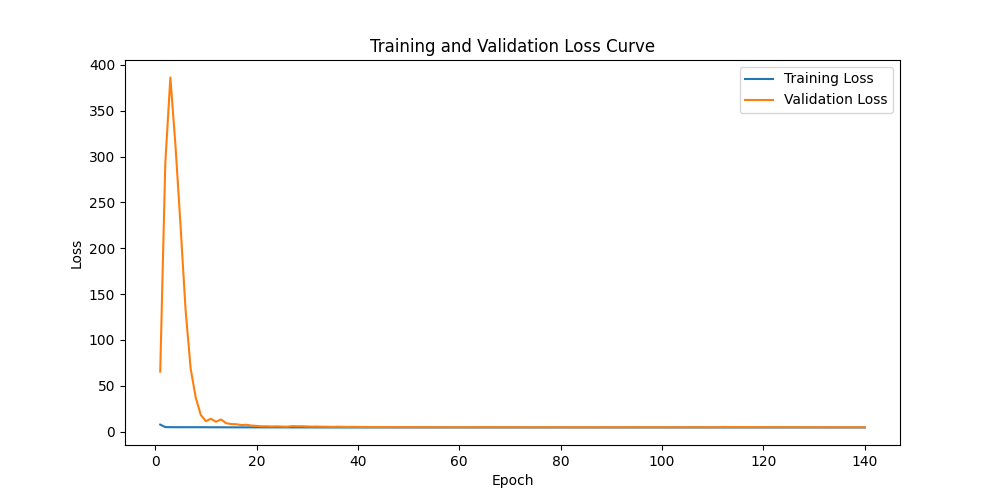 Training and Validation Loss Curve
Training Loss
Validation Loss
Loss
400
350
300
250
200
150
100
50
0
0 20 40 60 80 100 120 140
Epoch